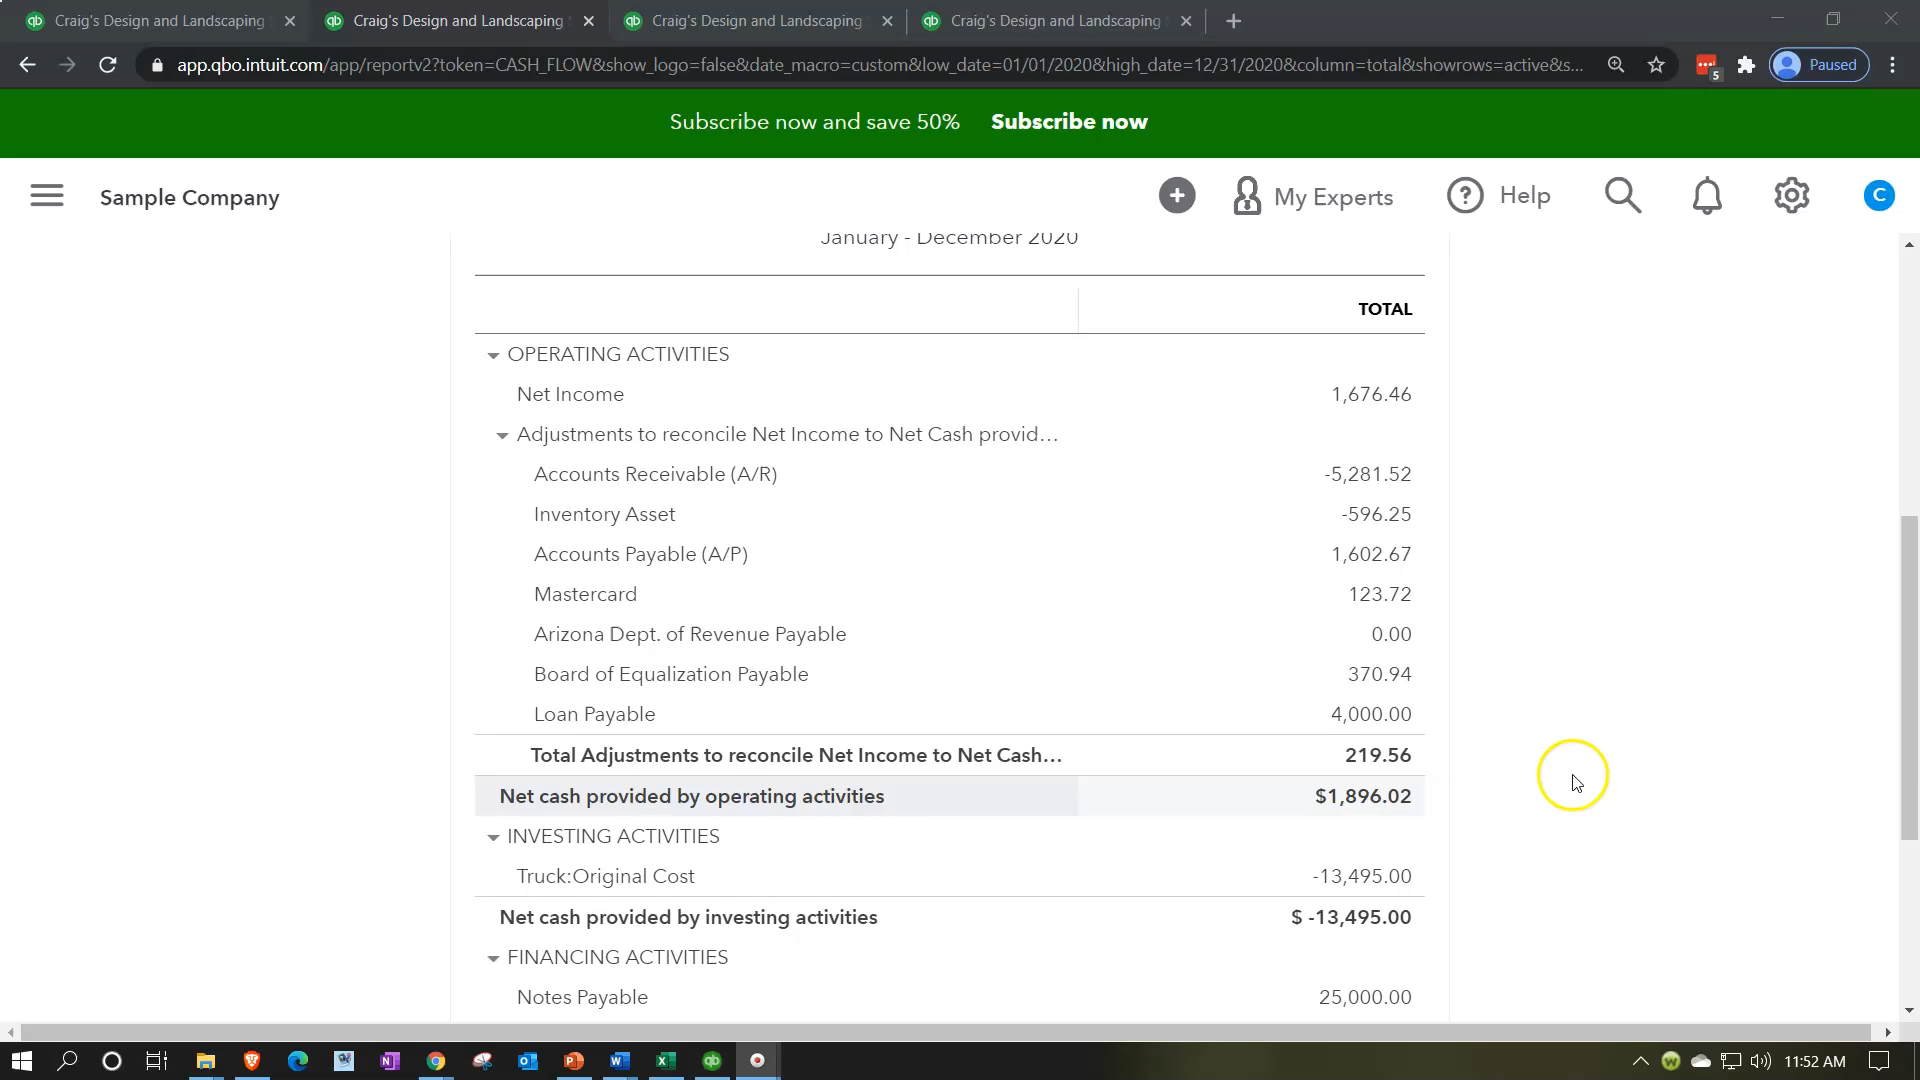 Craig's Design and Landscaping
Craig's Design and Landscaping
Craig's Design and Landscaping
Craig's Design and Landscaping
app.qbo.intuit.com/app/reportv2?token=CASH_FLOW&show_logo=false&date_macro=custom&low_date=01/01/2020&high_date=12/31/2020&column=total&showrows=active&s...
5
Paused
Subscribe now and save 50% Subscribe now
Sample Company
My Experts
Help
C
January - December 2020
TOTAL
OPERATING ACTIVITIES
Net Income 1,676.46
Adjustments to reconcile Net Income to Net Cash provid...
Accounts Receivable (A/R) -5,281.52
Inventory Asset -596.25
Accounts Payable (A/P) 1,602.67
Mastercard 123.72
Arizona Dept. of Revenue Payable 0.00
Board of Equalization Payable 370.94
Loan Payable 4,000.00
Total Adjustments to reconcile Net Income to Net Cash... 219.56
Net cash provided by operating activities $1,896.02
INVESTING ACTIVITIES
Truck:Original Cost -13,495.00
Net cash provided by investing activities $ -13,495.00
FINANCING ACTIVITIES
Notes Payable 25,000.00
11:52 AM